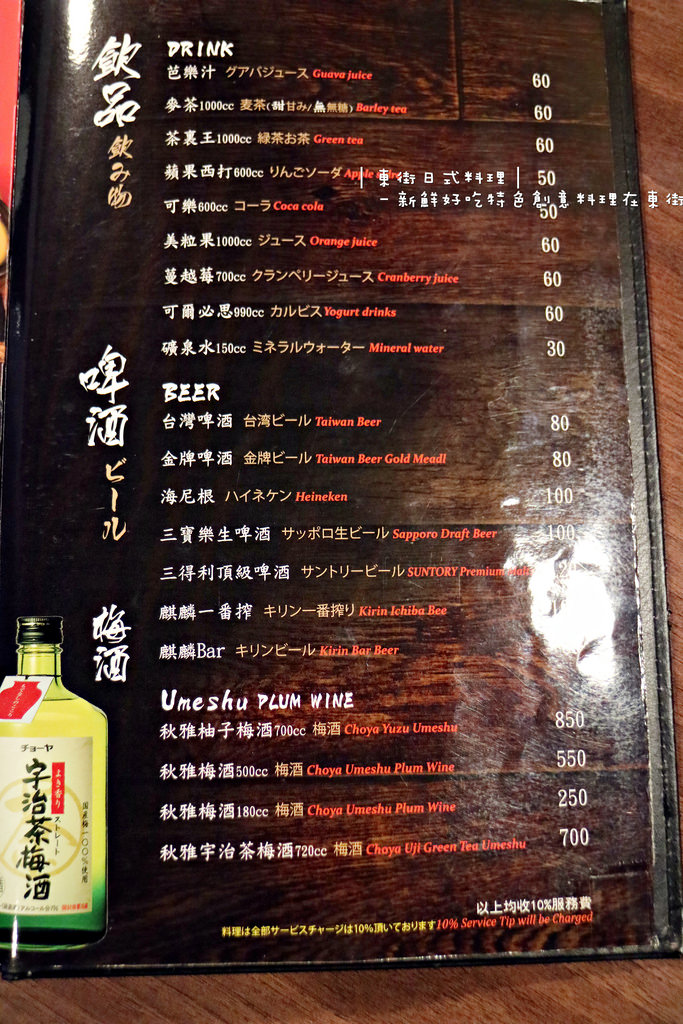 飲品 飲み物
DRINK
芭樂汁 グアバジュース Guava juice 60
麥茶1000cc 麦茶(甜甘み/無無糖) Barley tea 60
茶裏王1000cc 緑茶お茶 Green tea 60
蘋果西打600cc りんごソーダ Apple 50
| 東街日式料理 |
- 新鮮好吃特色創意料理在東街
可樂600cc コーラ Coca cola 50
美粒果1000cc ジュース Orange juice 60
蔓越莓700cc クランペリージュース Cranberry juice 60
可爾必思990cc カルビス Yogurt drinks 60
礦泉水150cc ミネラルウォーター Mineral water 30
啤酒 ビール
BEER
台灣啤酒 台湾ビール Taiwan Beer 80
金牌啤酒 金牌ビール Taiwan Beer Gold Meadl 80
海尼根 ハイネケン Heineken 100
三寶樂生啤酒 サッポロ生ビール Sapporo Draft Beer 100
三得利頂級啤酒 サントリービール SUNTORY Premium
麒麟一番搾 キリン一番搾り Kirin Ichiba Bee
麒麟Bar キリンビール Kirin Bar Beer
梅酒
Umeshu PLUM WINE
秋雅柚子梅酒700cc 梅酒 Choya Yuzu Umeshu 850
秋雅梅酒500cc 梅酒 Choya Umeshu Plum Wine 550
秋雅梅酒180cc 梅酒 Choya Umeshu Plum Wine 250
秋雅宇治茶梅酒720cc 梅酒 Choya Uji Green Tea Umeshu 700
以上均收10%服務費
料理は全部サービスチャージは10%頂いております 10% Service Tip will be Charged
チョーヤ
よき香り
宇治茶梅酒
ストレート
国産梅一〇〇%使用